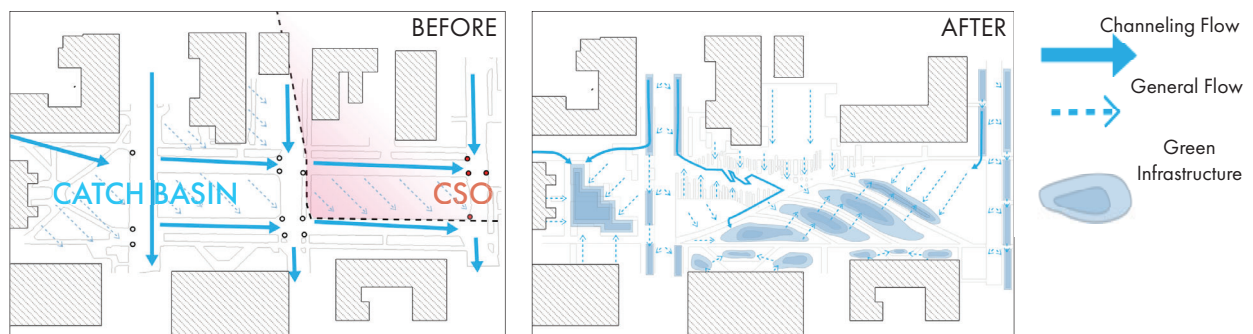 BEFORE
CATCH BASIN
CSO
AFTER
Channeling Flow
General Flow
Green
Infrastructure